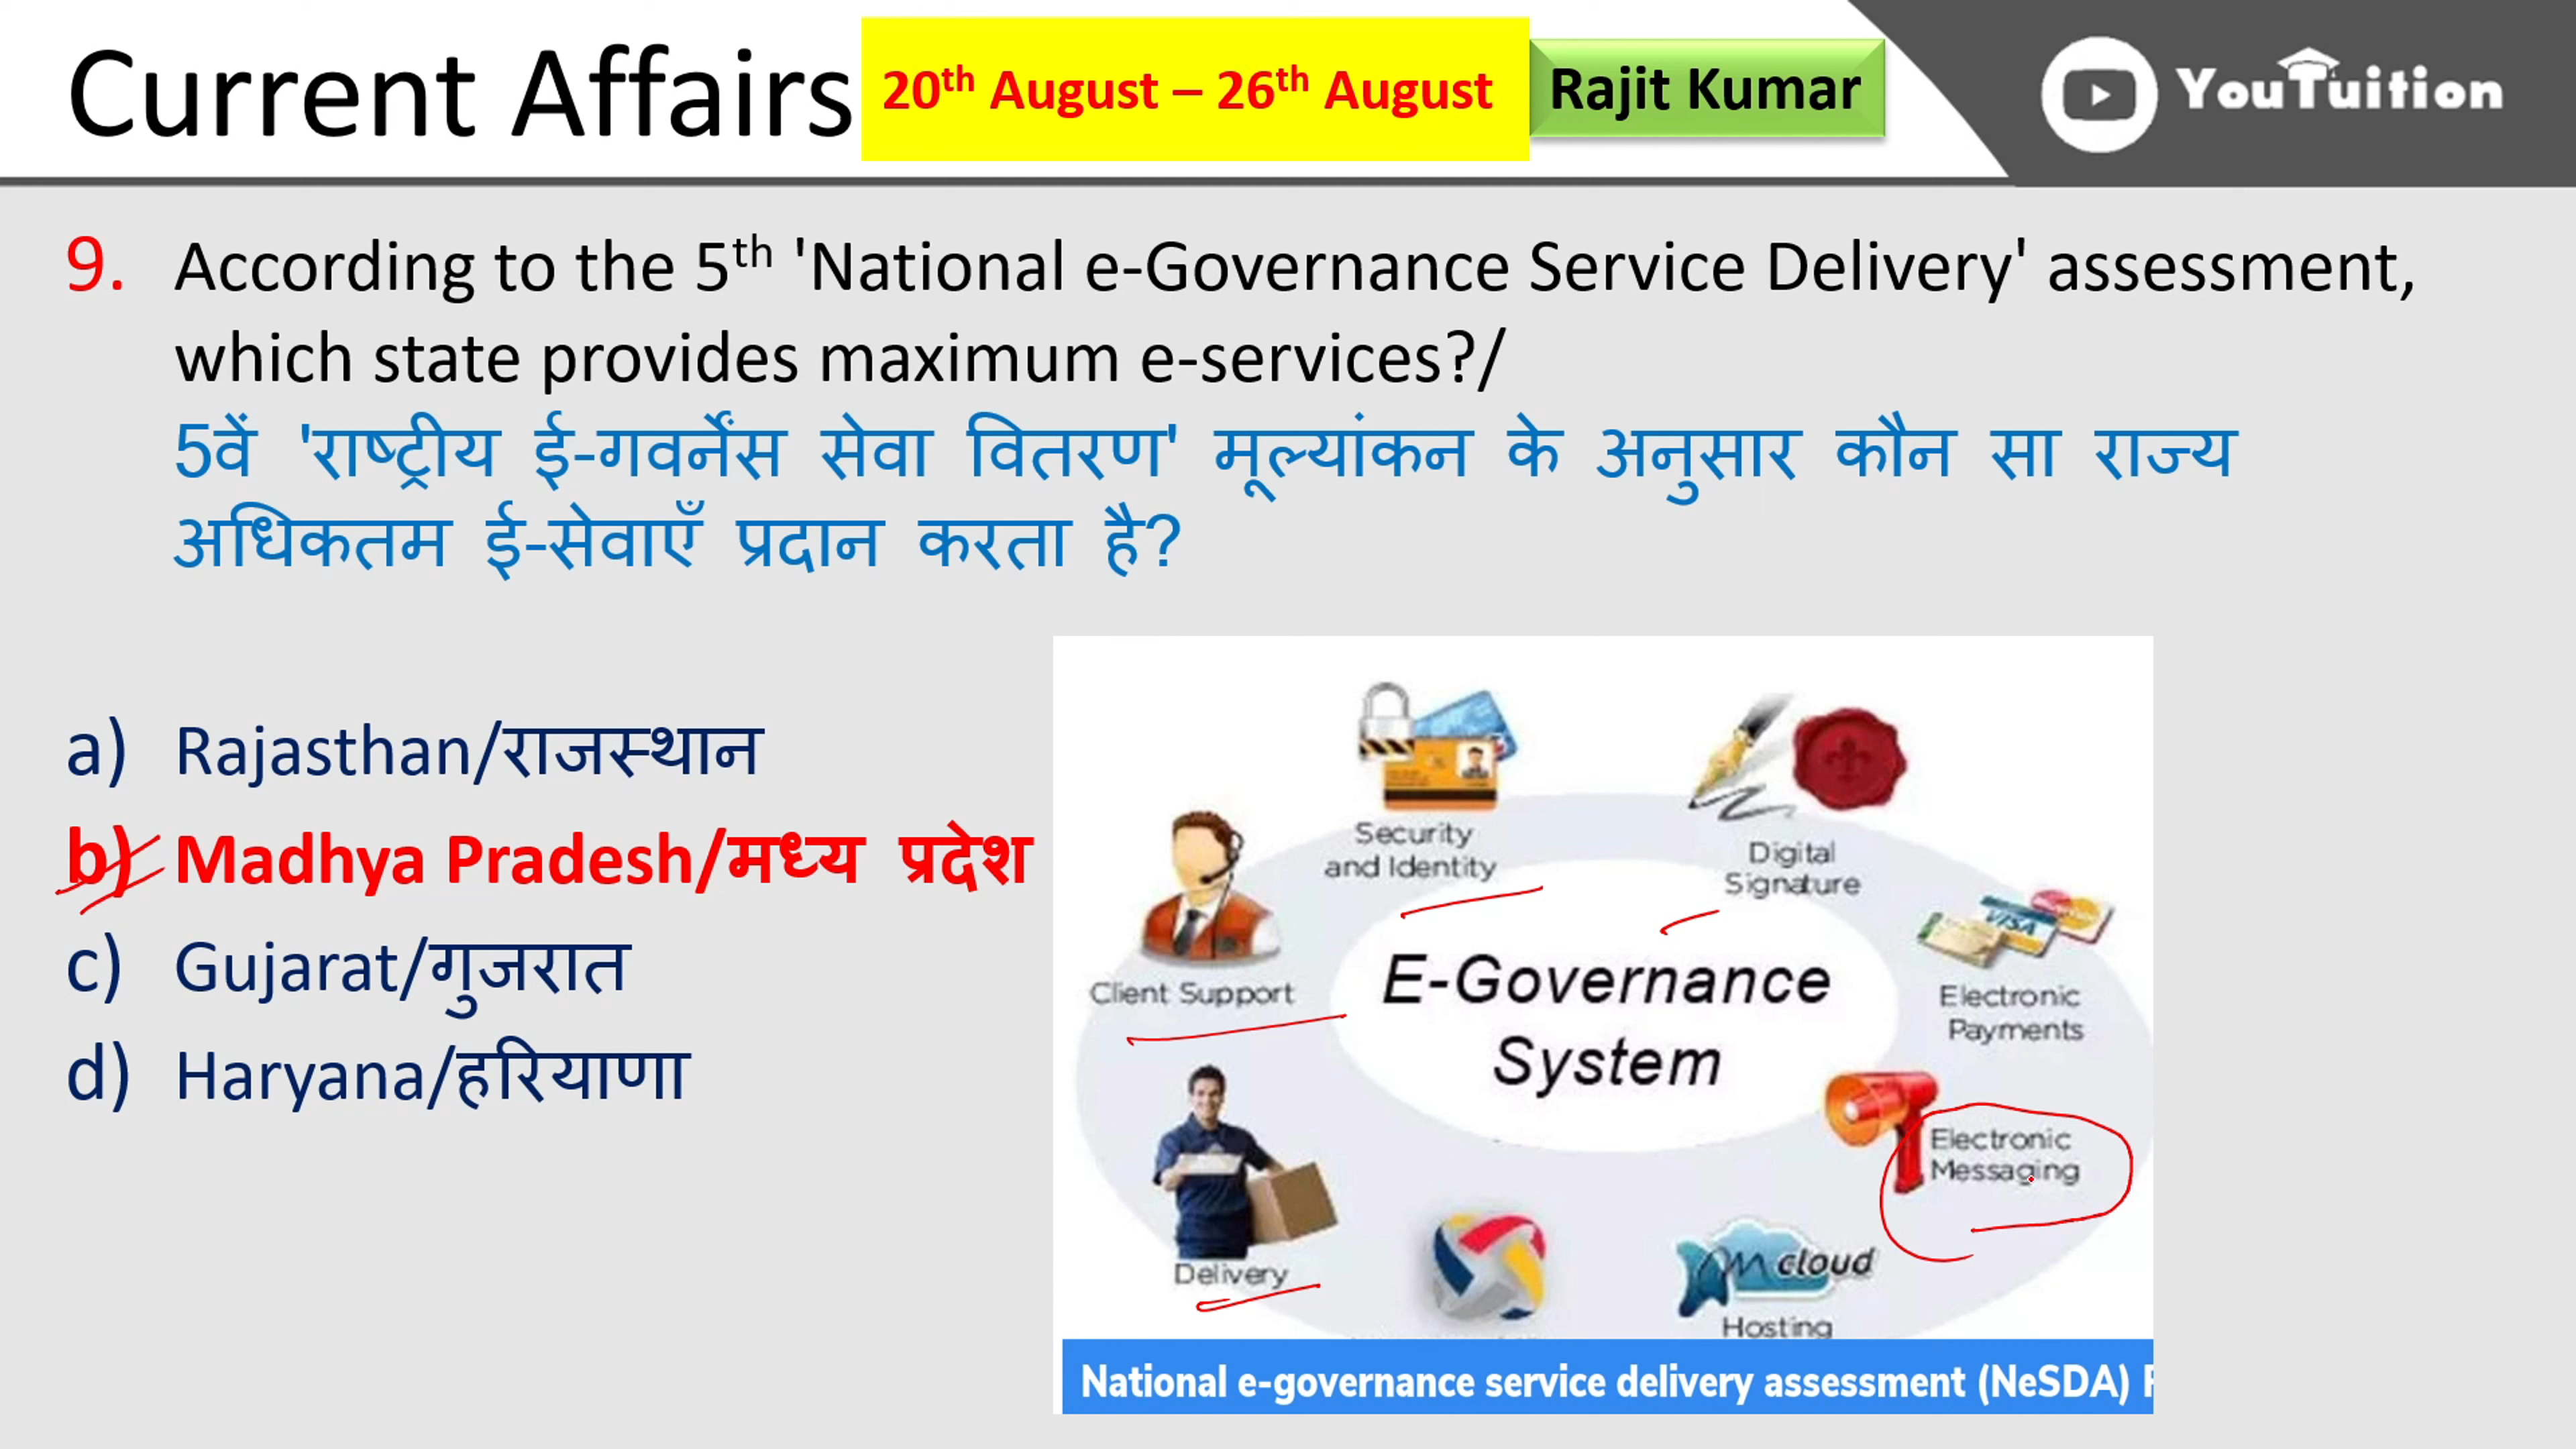 Current Affairs
20th August – 26th August
Rajit Kumar
YouTuition
9. According to the 5th 'National e-Governance Service Delivery' assessment,
which state provides maximum e-services?/
5वें 'राष्ट्रीय ई-गवर्नेंस सेवा वितरण' मूल्यांकन के अनुसार कौन सा राज्य
अधिकतम ई-सेवाएँ प्रदान करता है?
a) Rajasthan/राजस्थान
b) Madhya Pradesh/मध्य प्रदेश
c) Gujarat/गुजरात
d) Haryana/हरियाणा
Security
and Identity
Digital
Signature
VISA
Client Support
E-Governance
System
Electronic
Payments
Electronic
Messaging
Delivery
cloud
Hosting
National e-governance service delivery assessment (NeSDA)